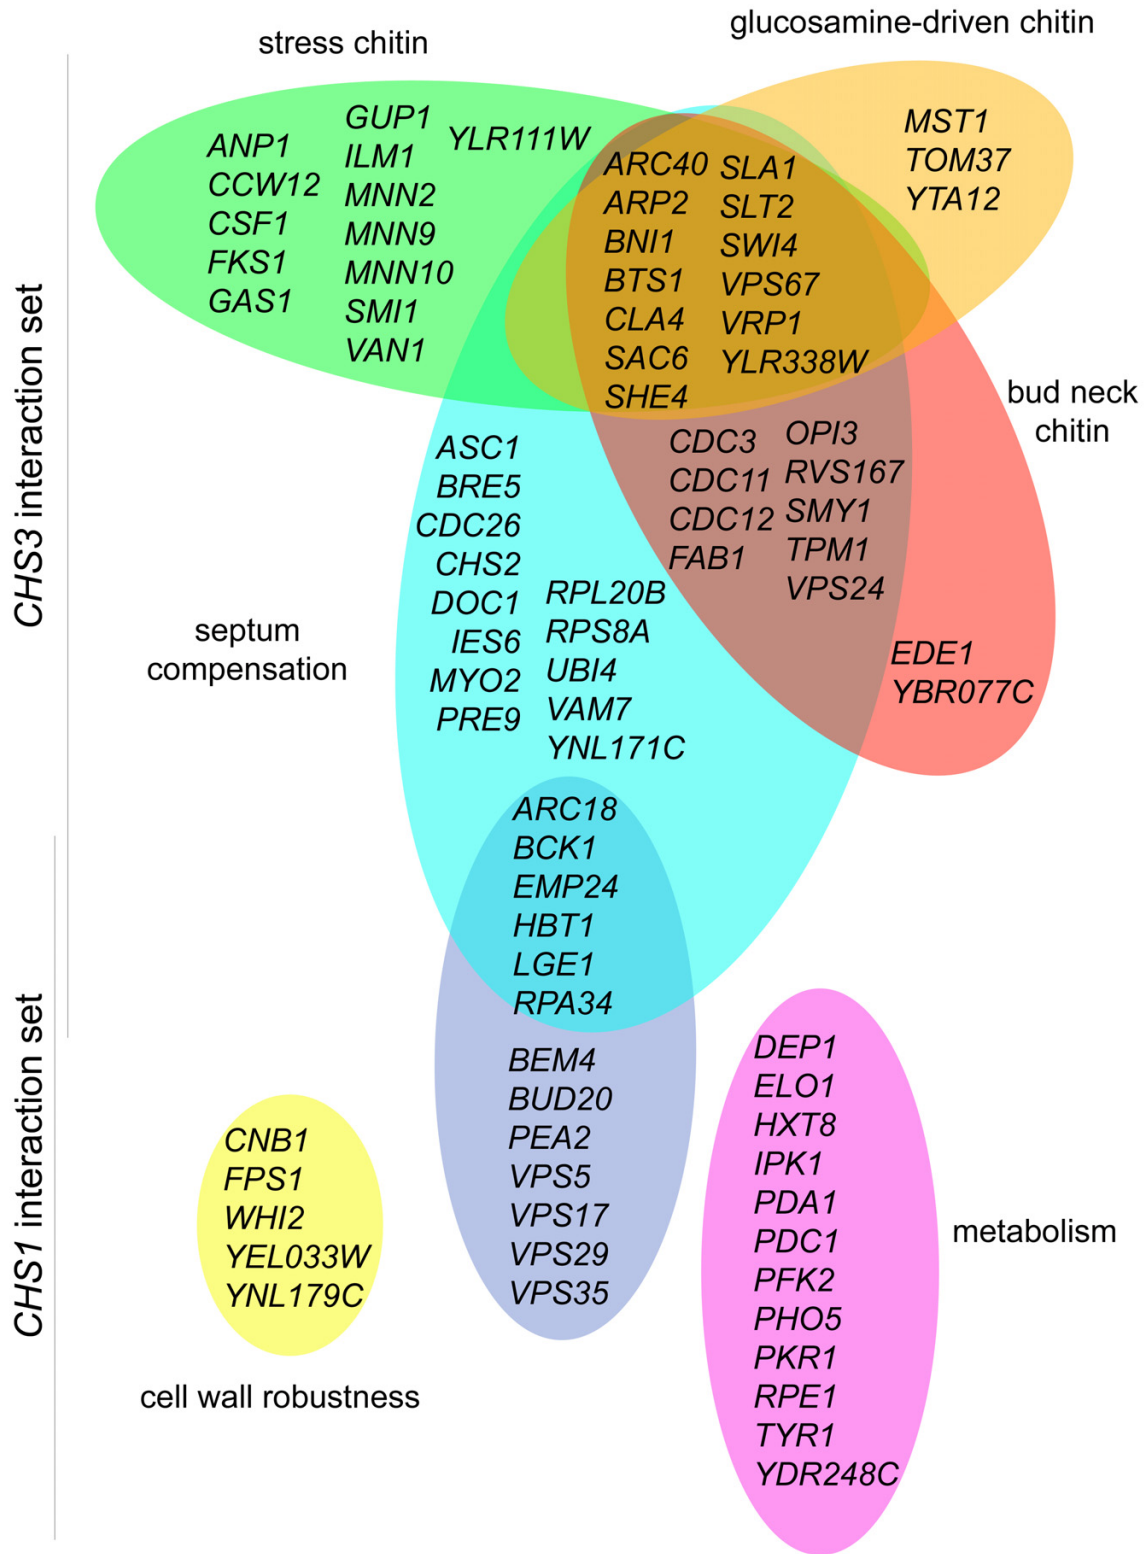 stress chitin
glucosamine-driven chitin
CHS3 interaction set
ANP1
CCW12
CSF1
FKS1
GAS1
GUP1
ILM1
MNN2
MNN9
MNN10
SMI1
VAN1
YLR111W
ARC40
ARP2
BNI1
BTS1
CLA4
SAC6
SHE4
SLA1
SLT2
SWI4
VPS67
VRP1
YLR338W
MST1
TOM37
YTA12
bud neck
chitin
septum
compensation
ASC1
BRE5
CDC26
CHS2
DOC1
IES6
MYO2
PRE9
RPL20B
RPS8A
UBI4
VAM7
YNL171C
CDC3
CDC11
CDC12
FAB1
OPI3
RVS167
SMY1
TPM1
VPS24
EDE1
YBR077C
CHS1 interaction set
ARC18
BCK1
EMP24
HBT1
LGE1
RPA34
BEM4
BUD20
PEA2
VPS5
VPS17
VPS29
VPS35
CNB1
FPS1
WHI2
YEL033W
YNL179C
cell wall robustness
DEP1
ELO1
HXT8
IPK1
PDA1
PDC1
PFK2
PHO5
PKR1
RPE1
TYR1
YDR248C
metabolism